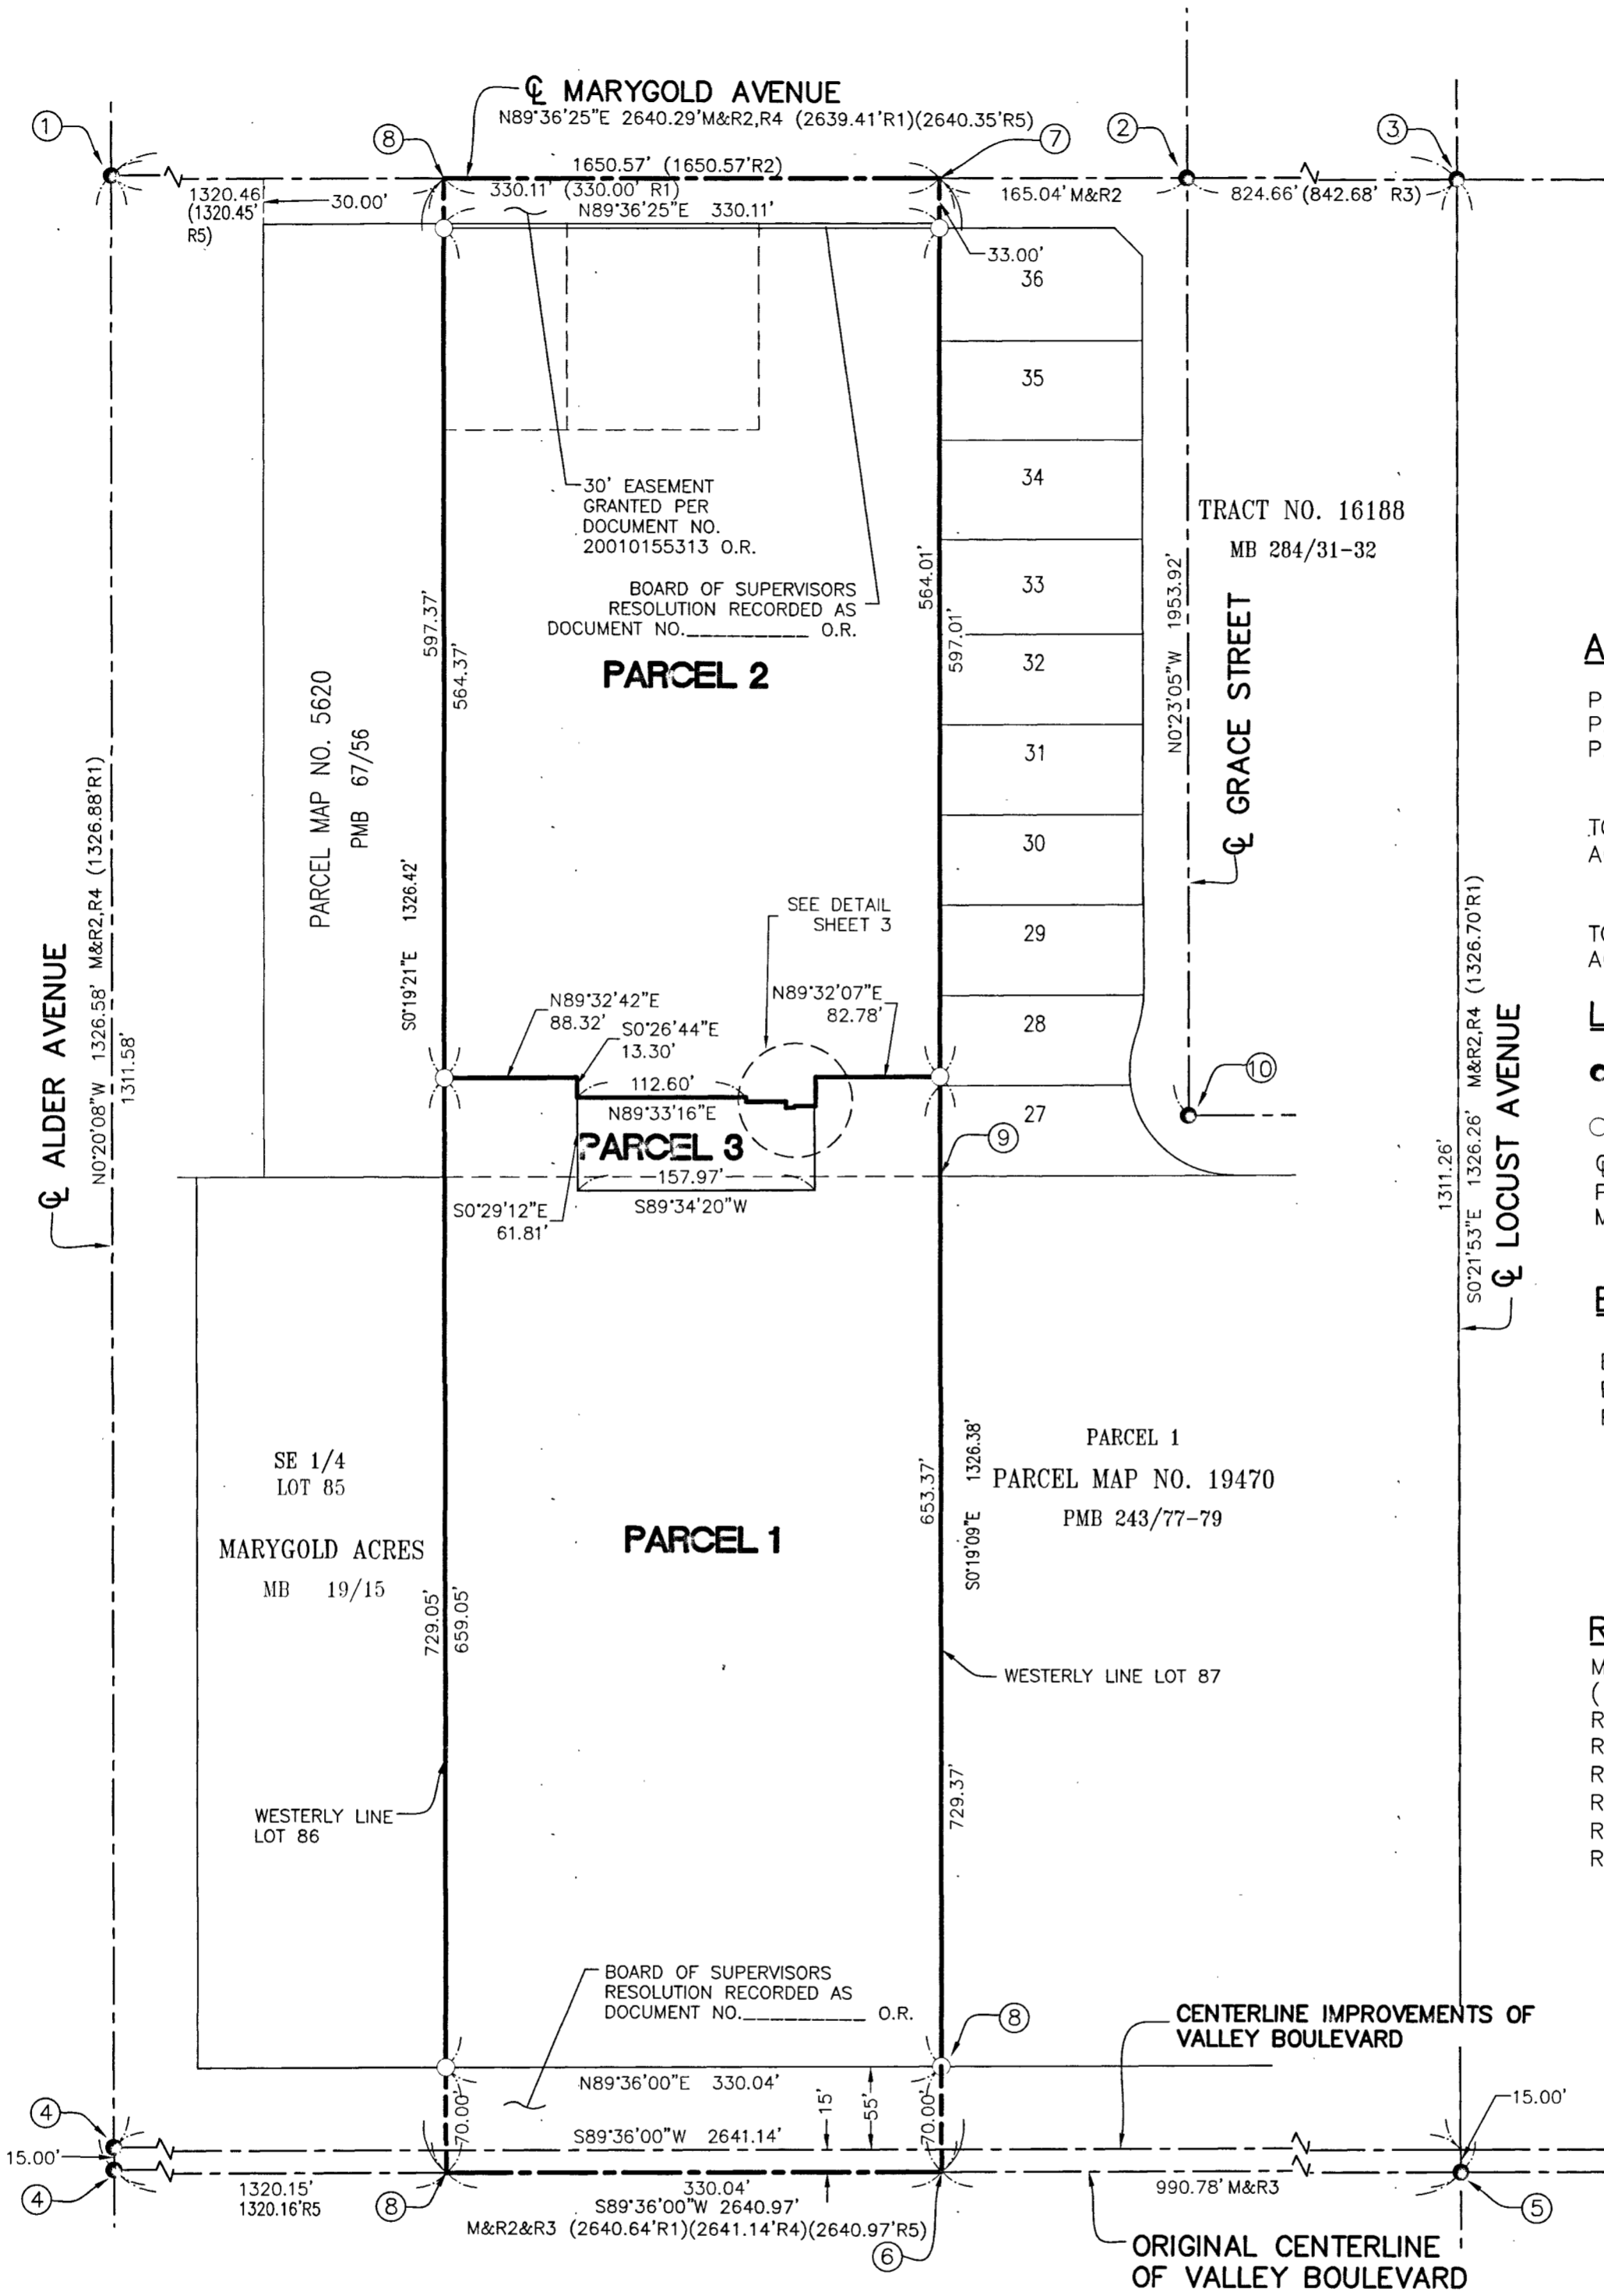 ℄ MARYGOLD AVENUE
N89°36'25"E 2640.29'M&R2,R4 (2639.41'R1)(2640.35'R5)
1
8
7
2
3
1650.57' (1650.57'R2)
330.11' (330.00' R1)
N89°36'25"E 330.11'
1320.46'
(1320.45'
R5)
30.00'
165.04' M&R2
824.66' (842.68' R3)
33.00'
36
35
34
33
32
31
30
29
28
27
30' EASEMENT
GRANTED PER
DOCUMENT NO.
20010155313 O.R.
BOARD OF SUPERVISORS
RESOLUTION RECORDED AS
DOCUMENT NO.__________ O.R.
TRACT NO. 16188
MB 284/31-32
N0°23'05"W 1953.92'
℄ GRACE STREET
597.37'
564.37'
564.01'
597.01'
PARCEL 2
PARCEL MAP NO. 5620
PMB 67/56
S0°19'21"E 1326.42'
℄ ALDER AVENUE
N0°20'08"W 1326.58' M&R2,R4 (1326.88'R1)
1311.58'
SEE DETAIL
SHEET 3
N89°32'42"E
88.32'
S0°26'44"E
13.30'
N89°32'07"E
82.78'
112.60'
N89°33'16"E
PARCEL 3
157.97'
S89°34'20"W
S0°29'12"E
61.81'
9
10
1311.26'
S0°21'53"E 1326.26' M&R2,R4 (1326.70'R1)
℄ LOCUST AVENUE
SE 1/4
LOT 85
MARYGOLD ACRES
MB 19/15
729.05'
659.05'
PARCEL 1
653.37'
S0°19'09"E 1326.38'
PARCEL 1
PARCEL MAP NO. 19470
PMB 243/77-79
WESTERLY LINE LOT 87
729.37'
WESTERLY LINE
LOT 86
BOARD OF SUPERVISORS
RESOLUTION RECORDED AS
DOCUMENT NO.__________ O.R.
8
CENTERLINE IMPROVEMENTS OF
VALLEY BOULEVARD
N89°36'00"E 330.04'
70.00'
15'
55'
70.00'
S89°36'00"W 2641.14'
4
15.00'
4
15.00'
1320.15'
1320.16'R5
8
330.04'
S89°36'00"W 2640.97'
M&R2&R3 (2640.64'R1)(2641.14'R4)(2640.97'R5)
6
990.78' M&R3
5
ORIGINAL CENTERLINE
OF VALLEY BOULEVARD